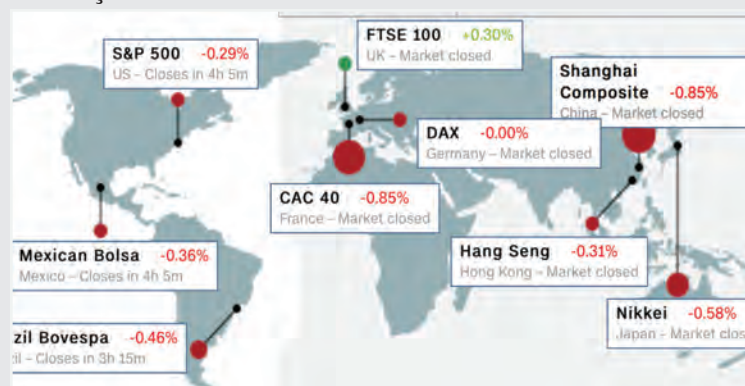 S&P 500 -0.29%
US – Closes in 4h 5m
FTSE 100 +0.30%
UK – Market closed
Shanghai
Composite -0.85%
China – Market closed
DAX -0.00%
Germany – Market closed
CAC 40 -0.85%
France – Market closed
Mexican Bolsa -0.36%
Mexico – Closes in 4h 5m
Hang Seng -0.31%
Hong Kong – Market closed
zil Bovespa -0.46%
zil – Closes in 3h 15m
Nikkei -0.58%
Japan – Market clos